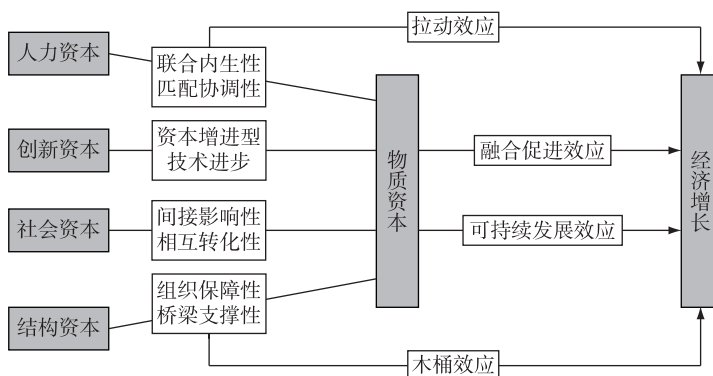 人力资本
联合内生性
匹配协调性
拉动效应
创新资本
资本增进型
技术进步
社会资本
间接影响性
相互转化性
结构资本
组织保障性
桥梁支撑性
物质资本
融合促进效应
可持续发展效应
木桶效应
经济增长